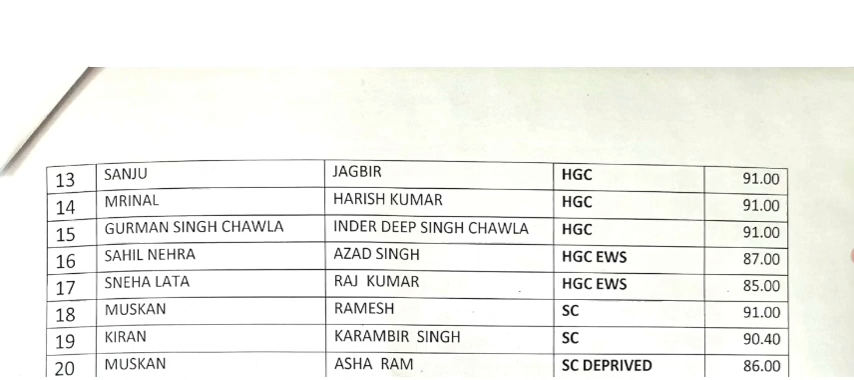 13 SANJU JAGBIR HGC 91.00
14 MRINAL HARISH KUMAR HGC 91.00
15 GURMAN SINGH CHAWLA INDER DEEP SINGH CHAWLA HGC 91.00
16 SAHIL NEHRA AZAD SINGH HGC EWS 87.00
17 SNEHA LATA RAJ KUMAR HGC EWS 85.00
18 MUSKAN RAMESH SC 91.00
19 KIRAN KARAMBIR SINGH SC 90.40
20 MUSKAN ASHA RAM SC DEPRIVED 86.00